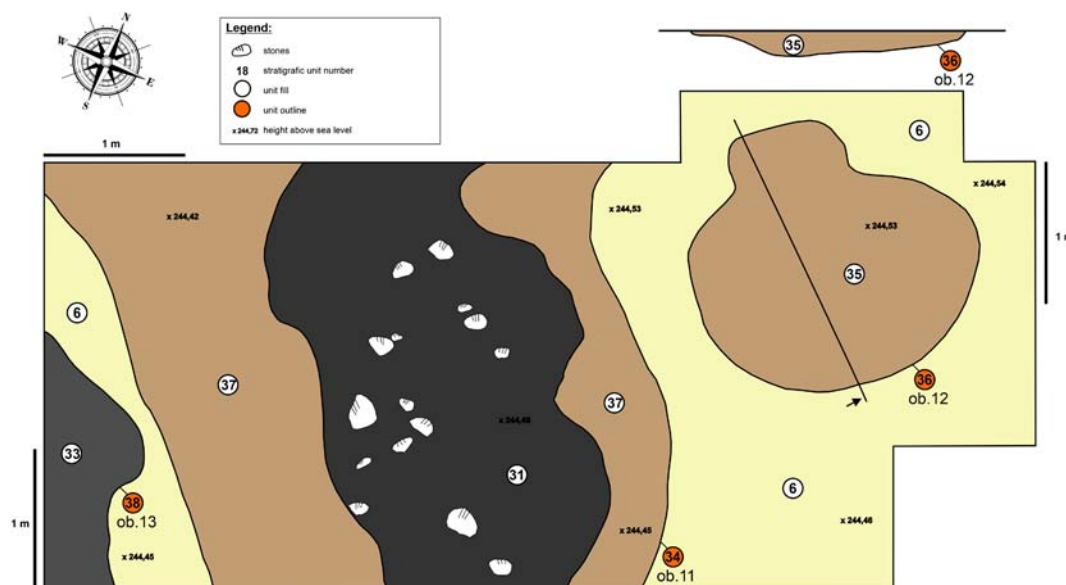 N
W
E
S
Legend:
stones
18 stratigrafic unit number
unit fill
unit outline
x 244,72 height above sea level
1 m
35
36
ob.12
6
x 244,54
1 m
x 244,42
x 244,53
x 244,53
35
6
37
37
36
ob.12
33
31
6
38
ob.13
x 244,45
1 m
x 244,45
x 244,46
34
ob.11